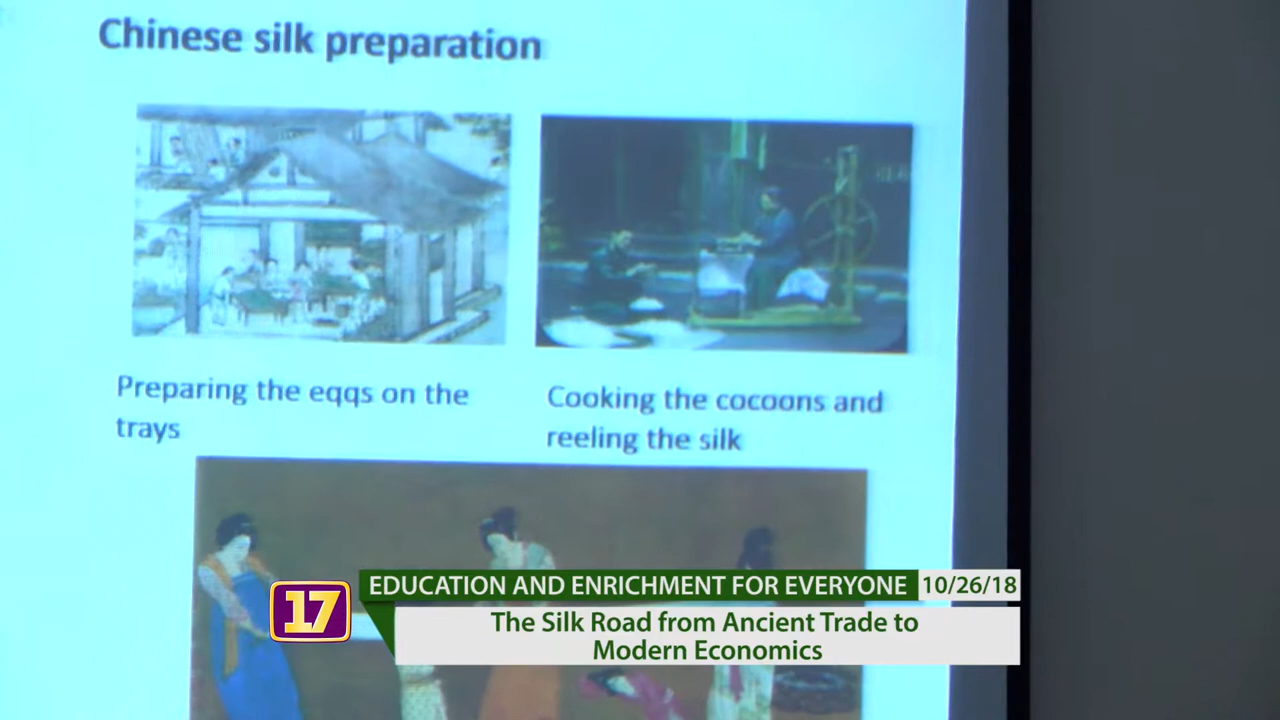 Chinese silk preparation
Preparing the eqqs on the
trays
Cooking the cocoons and
reeling the silk
17
EDUCATION AND ENRICHMENT FOR EVERYONE
10/26/18
The Silk Road from Ancient Trade to
Modern Economics